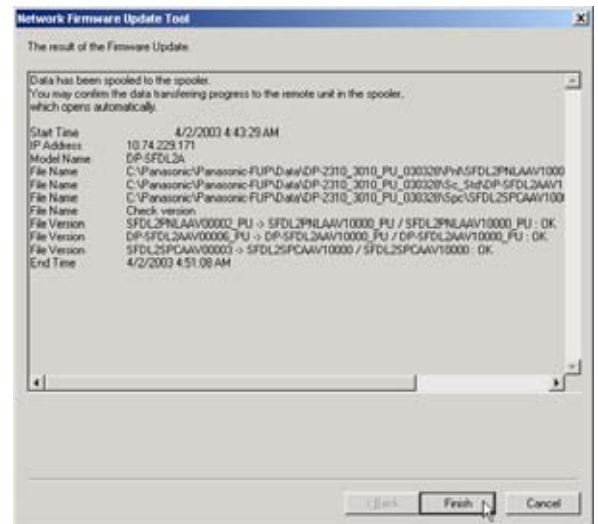 Network Firmware Update Tool
The result of the Firmware Update.
Data has been spooled to the spooler.
You may confirm the data transferring progress to the remote unit in the spooler,
which opens automatically.
Start Time 4/2/2003 4:43:29 AM
IP Address 10.74.229.171
Model Name DP-SFDL2A
File Name C:\Panasonic\Panasonic-FUP\Data\DP-2310_3010_PU_030328\Pnl\SFDL2PNLAAV1000
File Name C:\Panasonic\Panasonic-FUP\Data\DP-2310_3010_PU_030328\Sc_Std\DP-SFDL2AAV1
File Name C:\Panasonic\Panasonic-FUP\Data\DP-2310_3010_PU_030328\Spc\SFDL2SPCAAV100
File Name Check version
File Version SFDL2PNLAAV00002_PU -> SFDL2PNLAAV10000_PU / SFDL2PNLAAV10000_PU : OK
File Version DP-SFDL2AAV00006_PU -> DP-SFDL2AAV10000_PU / DP-SFDL2AAV10000_PU : OK
File Version SFDL2SPCAAV00003 -> SFDL2SPCAAV10000 / SFDL2SPCAAV10000 : OK
End Time 4/2/2003 4:51:08 AM
< Back Finish Cancel